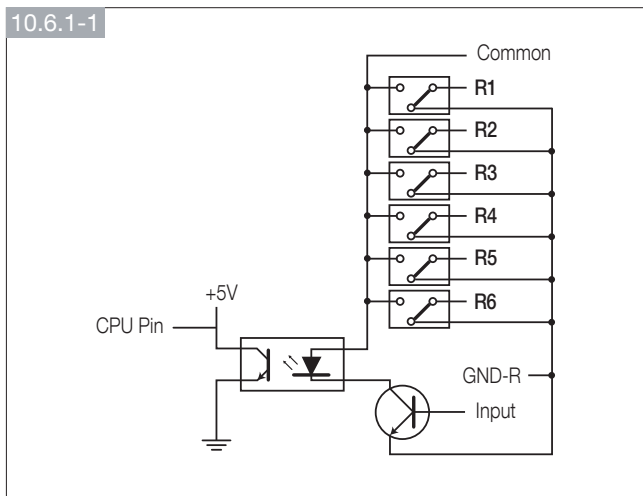 10.6.1-1
Common
R1
R2
R3
R4
R5
R6
+5V
CPU Pin
GND-R
Input